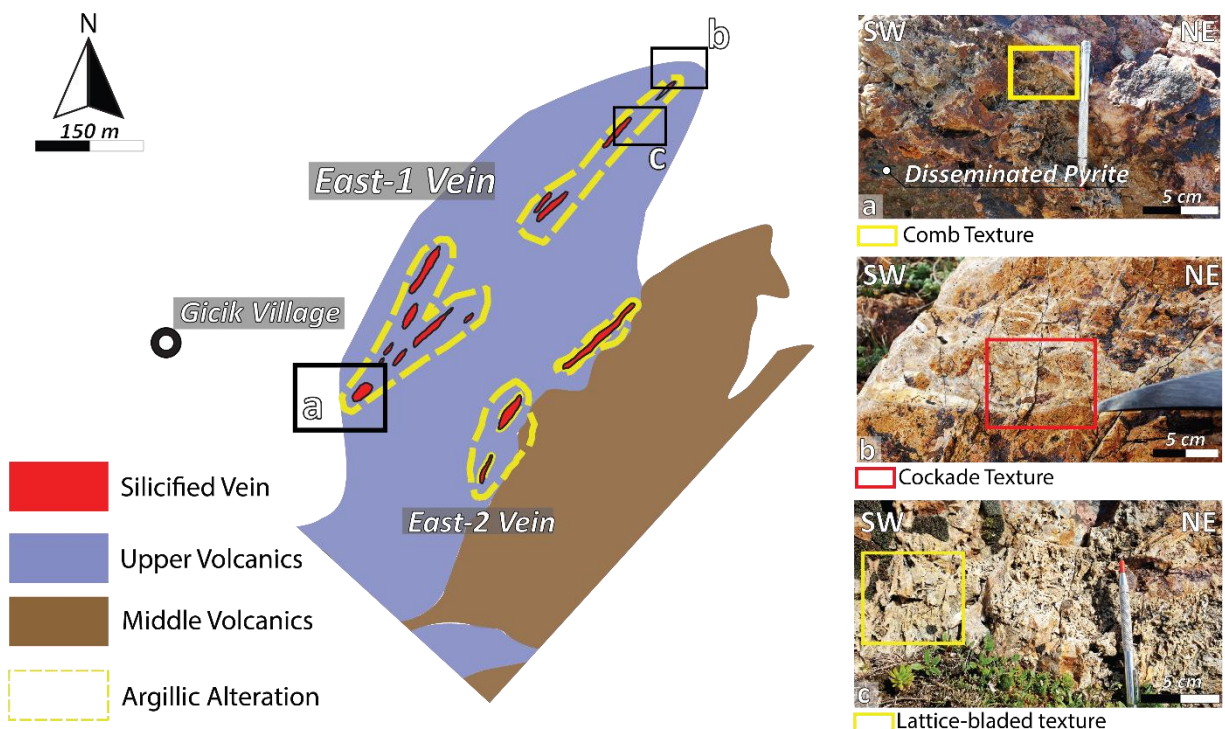 N
150 m
East-1 Vein
b
c
Gicik Village
a
East-2 Vein
Silicified Vein
Upper Volcanics
Middle Volcanics
Argillic Alteration
SW NE
Disseminated Pyrite
a 5 cm
Comb Texture
SW NE
b 5 cm
Cockade Texture
SW NE
c 5 cm
Lattice-bladed texture